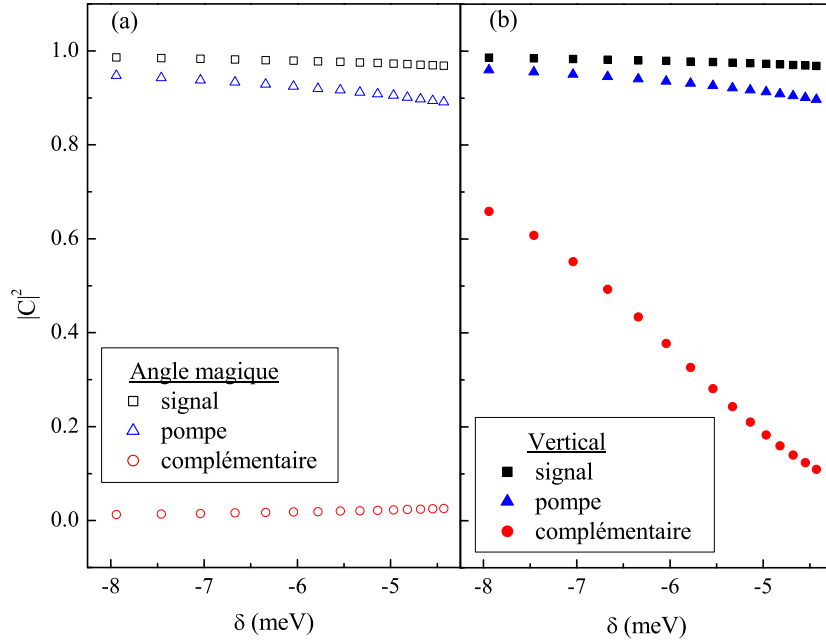 (a)
(b)
1.0
0.8
0.6
0.4
0.2
0.0
|C|²
Angle magique
signal
pompe
complémentaire
Vertical
signal
pompe
complémentaire
-8
-7
-6
-5
-8
-7
-6
-5
δ (meV)
δ (meV)